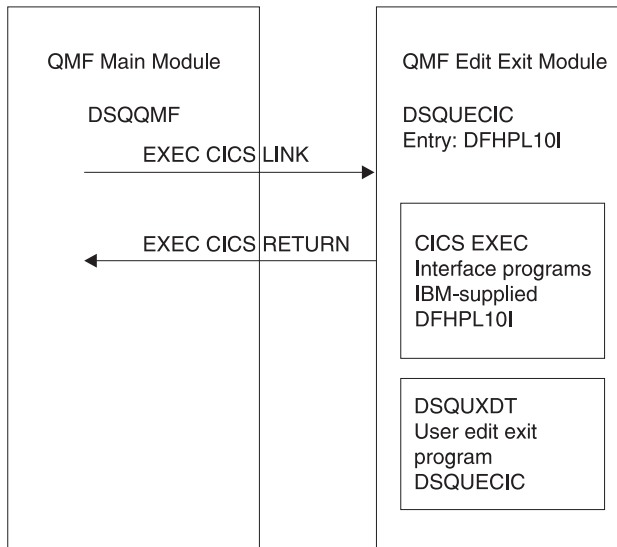 QMF Main Module
DSQQMF
EXEC CICS LINK
EXEC CICS RETURN
QMF Edit Exit Module
DSQUECIC
Entry: DFHPL10I
CICS EXEC
Interface programs
IBM-supplied
DFHPL10I
DSQUXDT
User edit exit
program
DSQUECIC